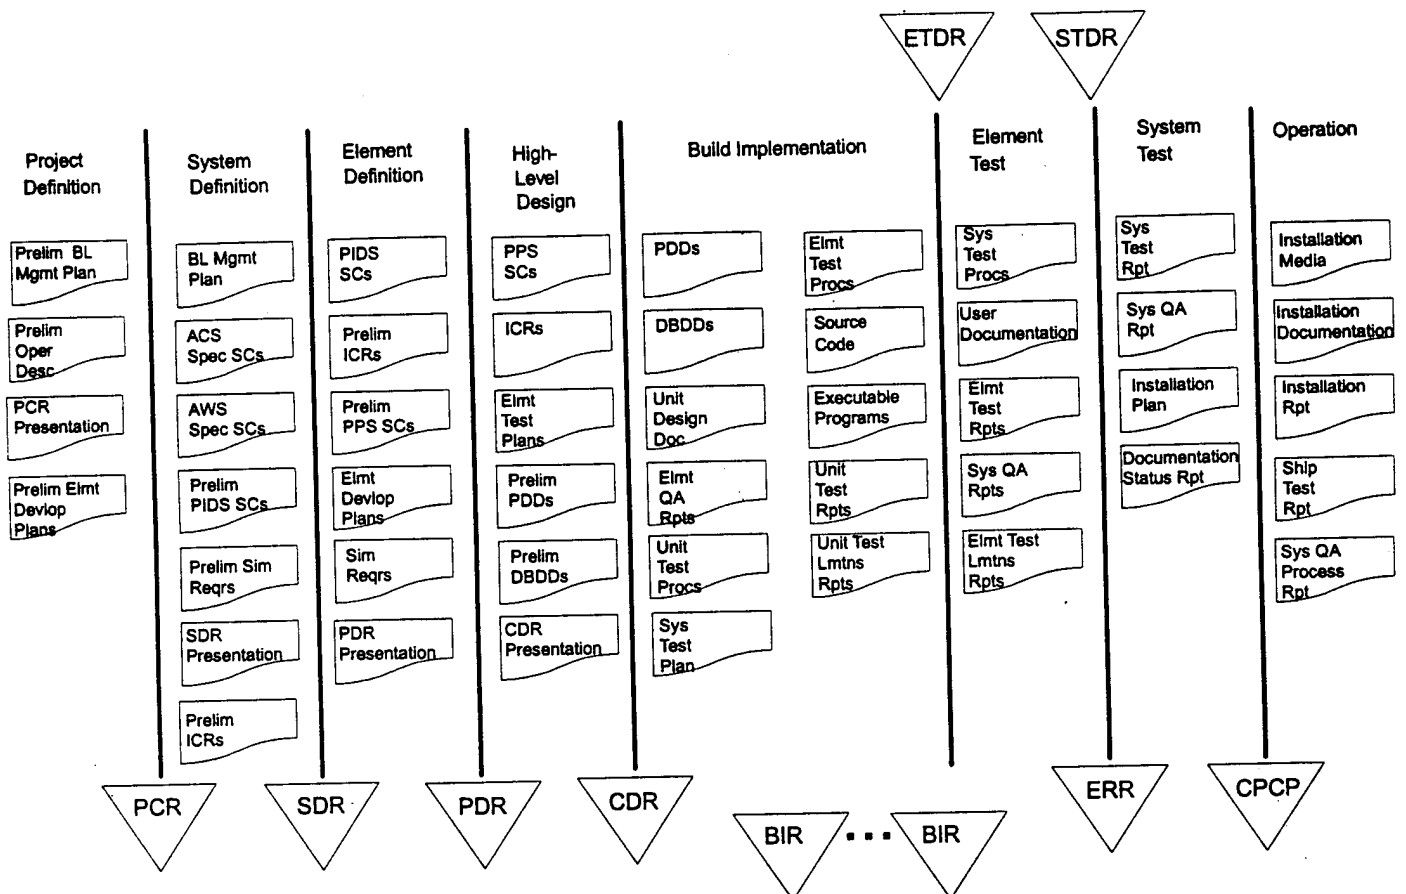 ETDR
STDR
Project
Definition
Prelim BL
Mgmt Plan
Prelim
Oper
Desc
PCR
Presentation
Prelim Elmt
Devlop
Plans
System
Definition
BL Mgmt
Plan
ACS
Spec SCs
AWS
Spec SCs
Prelim
PIDS SCs
Prelim Sim
Reqrs
SDR
Presentation
Prelim
ICRs
Element
Definition
PIDS
SCs
Prelim
ICRs
Prelim
PPS SCs
Elmt
Devlop
Plans
Sim
Reqrs
PDR
Presentation
High-
Level
Design
PPS
SCs
ICRs
Elmt
Test
Plans
Prelim
PDDs
Prelim
DBDDs
CDR
Presentation
Build Implementation
PDDs
DBDDs
Unit
Design
Doc
Elmt
QA
Rpts
Unit
Test
Procs
Sys
Test
Plan
Elmt
Test
Procs
Source
Code
Executable
Programs
Unit
Test
Rpts
Unit Test
Lmtns
Rpts
Element
Test
Sys
Test
Procs
User
Documentation
Elmt
Test
Rpts
Sys QA
Rpts
Elmt Test
Lmtns
Rpts
System
Test
Sys
Test
Rpt
Sys QA
Rpt
Installation
Plan
Documentation
Status Rpt
Operation
Installation
Media
Installation
Documentation
Installation
Rpt
Ship
Test
Rpt
Sys QA
Process
Rpt
PCR
SDR
PDR
CDR
BIR
BIR
ERR
CPCP